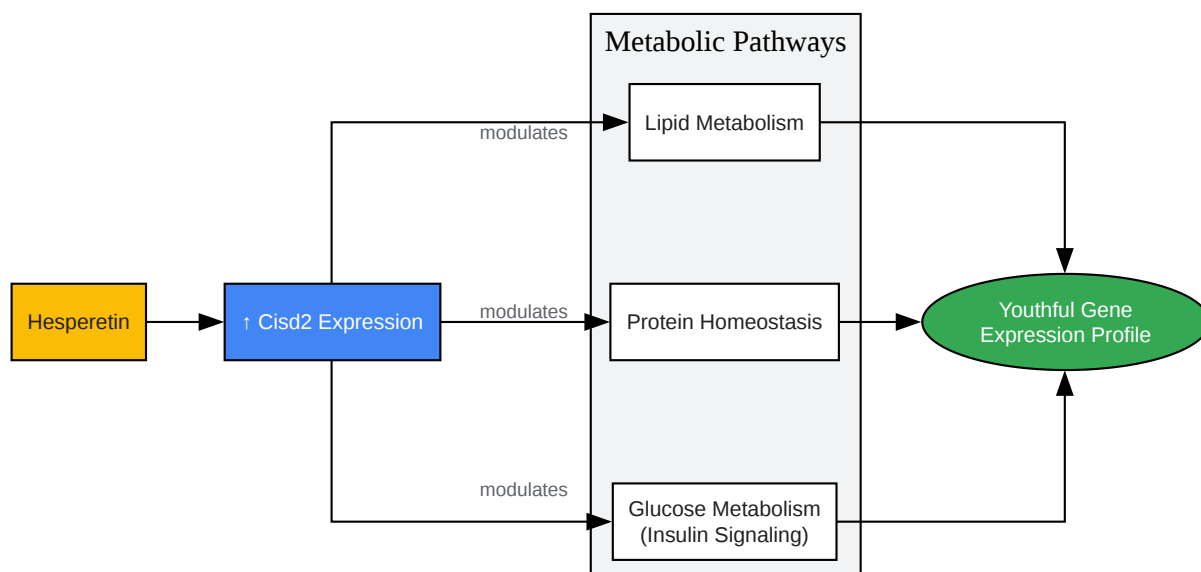 Metabolic Pathways
Lipid Metabolism
modulates
Hesperetin
↑ Cisd2 Expression
modulates
Protein Homeostasis
Youthful Gene
Expression Profile
modulates
Glucose Metabolism
(Insulin Signaling)